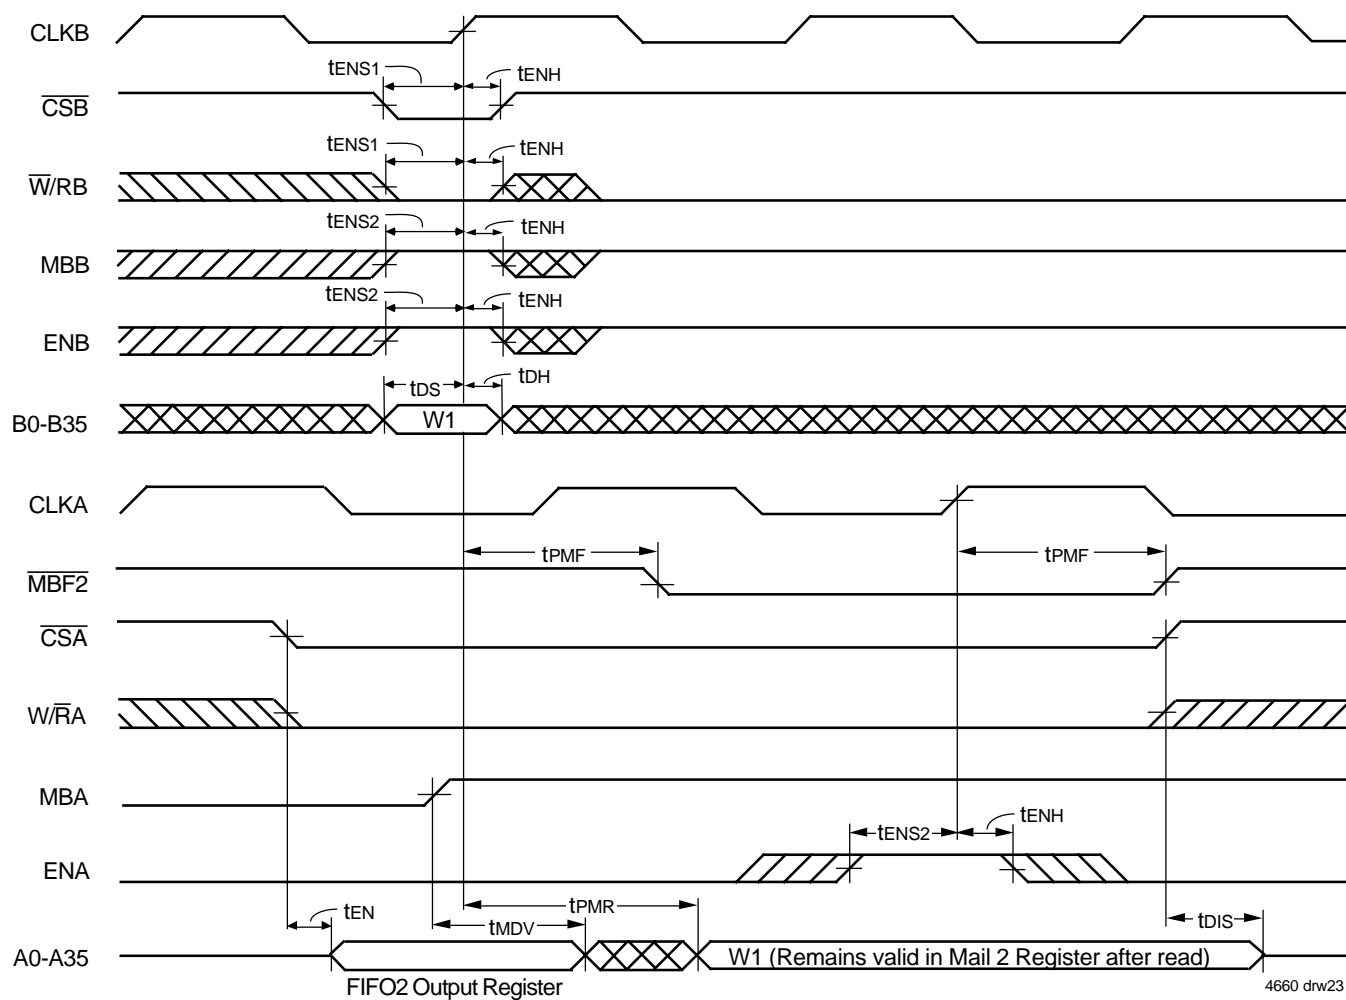 CLKB
tENS1
tENH
CSB
tENS1
tENH
W/RB
tENS2
tENH
MBB
tENS2
tENH
ENB
tDS
tDH
B0-B35
W1
CLKA
tPMF
tPMF
MBF2
CSA
W/RA
MBA
tENS2
tENH
ENA
tEN
tPMR
tMDV
tDIS
A0-A35
W1 (Remains valid in Mail 2 Register after read)
FIFO2 Output Register
4660 drw23